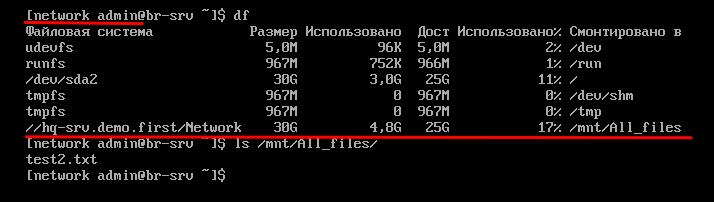 [network admin@br-srv ~]$ df
Файловая система Размер Использовано Дост Использовано% Смонтировано в
udevfs 5,0M 96K 5,0M 2% /dev
runfs 967M 752K 966M 1% /run
/dev/sda2 30G 3,0G 25G 11% /
tmpfs 967M 0 967M 0% /dev/shm
tmpfs 967M 0 967M 0% /tmp
//hq-srv.demo.first/Network 30G 4,8G 25G 17% /mnt/All_files
[network admin@br-srv ~]$ ls /mnt/All_files/
test2.txt
[network admin@br-srv ~]$